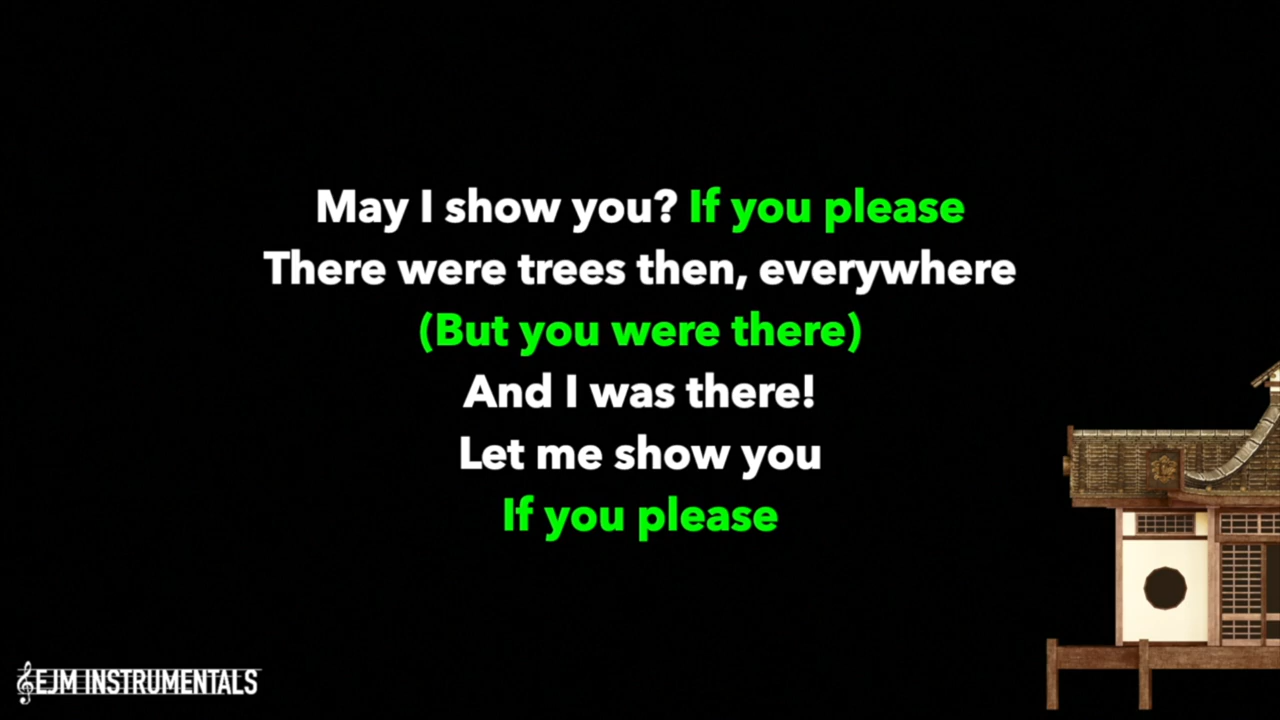 May I show you? If you please
There were trees then, everywhere
(But you were there)
And I was there!
Let me show you
If you please
EJM INSTRUMENTALS